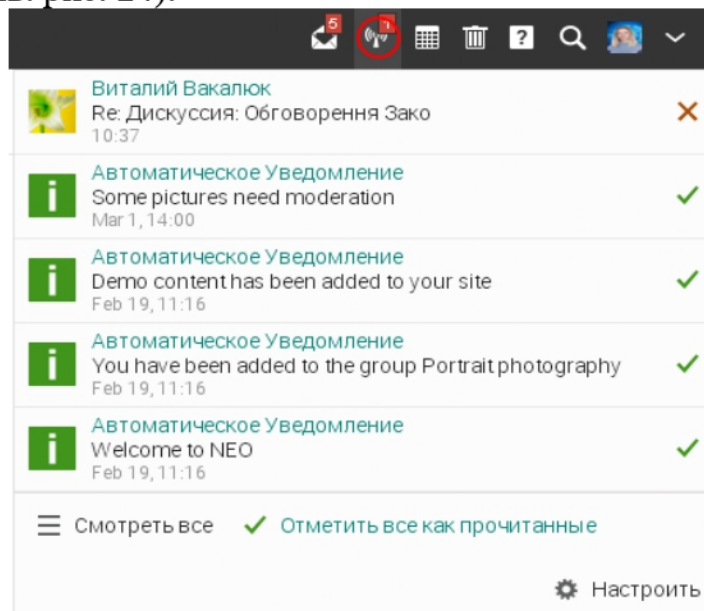 рис. 24).
5
?
Виталий Вакалюк
Re: Дискуссия: Обговорення Зако
10:37
Автоматическое Уведомление
Some pictures need moderation
Mar 1, 14:00
Автоматическое Уведомление
Demo content has been added to your site
Feb 19, 11:16
Автоматическое Уведомление
You have been added to the group Portrait photography
Feb 19, 11:16
Автоматическое Уведомление
Welcome to NEO
Feb 19, 11:16
Смотреть все Отметить все как прочитанные
Настроить